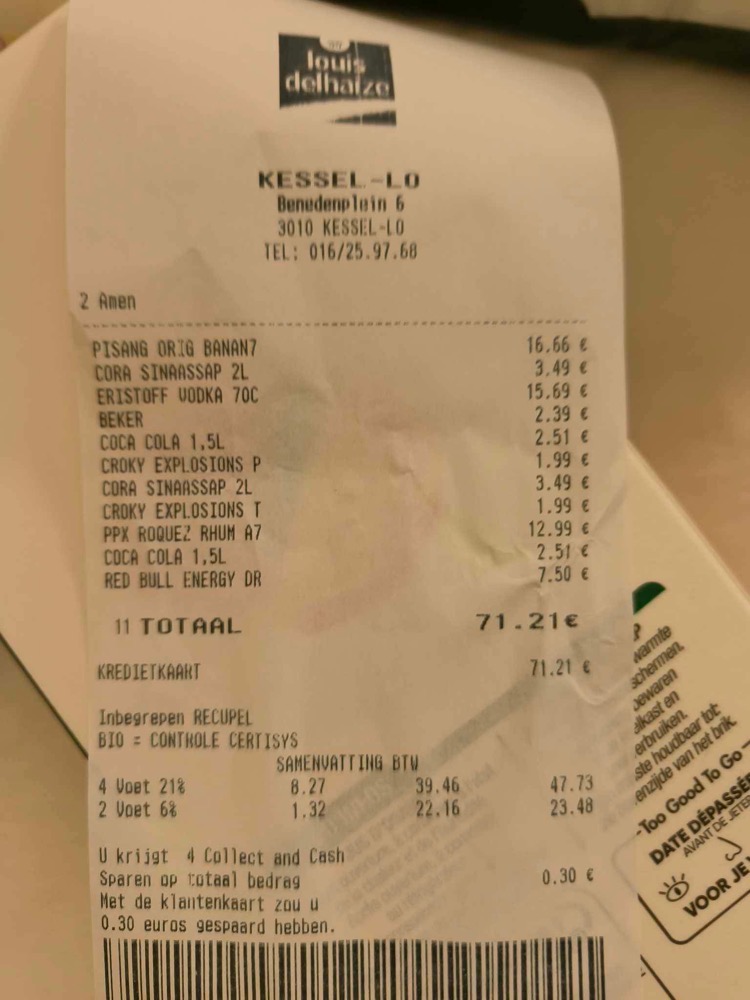 louis
delhaize
KESSEL-LO
Benedenplein 6
3010 KESSEL-LO
TEL: 016/25.97.68
2 Amen
PISANG ORIG BANAN7 16.66 €
CORA SINAASSAP 2L 3.49 €
ERISTOFF VODKA 70C 15.69 €
BEKER 2.39 €
COCA COLA 1,5L 2.51 €
CROKY EXPLOSIONS P 1.99 €
CORA SINAASSAP 2L 3.49 €
CROKY EXPLOSIONS T 1.99 €
PPX ROQUEZ RHUM A7 12.99 €
COCA COLA 1,5L 2.51 €
RED BULL ENERGY DR 7.50 €
11 TOTAAL 71.21€
KREDIETKAART 71.21 €
Inbegrepen RECUPEL
BIO = CONTROLE CERTISYS
SAMENVATTING BTW
4 Voet 21% 8.27 39.46 47.73
2 Voet 6% 1.32 22.16 23.48
U krijgt 4 Collect and Cash
Sparen op totaal bedrag 0.30 €
Met de klantenkaart zou u
0.30 euros gespaard hebben.
warmte
schermen.
bewaren
elkast en
erbruiken.
ste houdbaar tot:
enzijde van het brik.
-Too Good To Go-
DATE DÉPASSÉE
AVANT DE JETER
VOOR JE